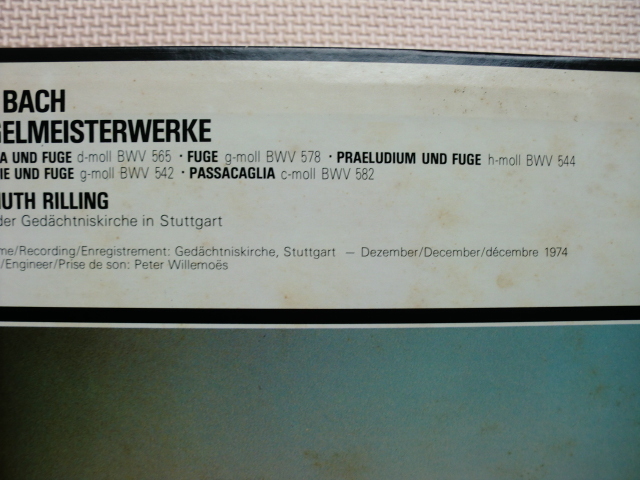 BACH
ELMEISTERWERKE
A UND FUGE d-moll BWV 565 · FUGE g-moll BWV 578 · PRAELUDIUM UND FUGE h-moll BWV 544
IE UND FUGE g-moll BWV 542 · PASSACAGLIA c-moll BWV 582
UTH RILLING
der Gedächtniskirche in Stuttgart
me/Recording/Enregistrement: Gedächtniskirche, Stuttgart — Dezember/December/décembre 1974
/Engineer/Prise de son: Peter Willemoës